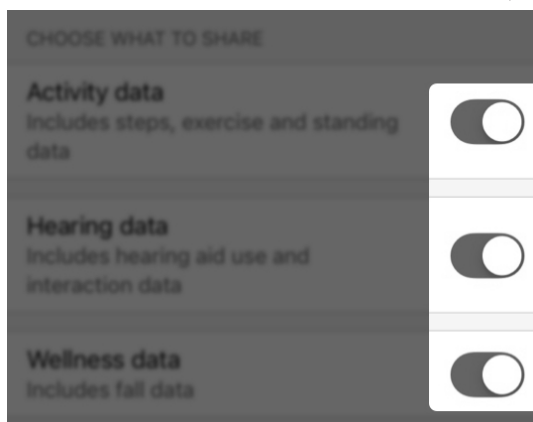 CHOOSE WHAT TO SHARE
Activity data
Includes steps, exercise and standing
data
Hearing data
Includes hearing aid use and
interaction data
Wellness data
Includes fall data